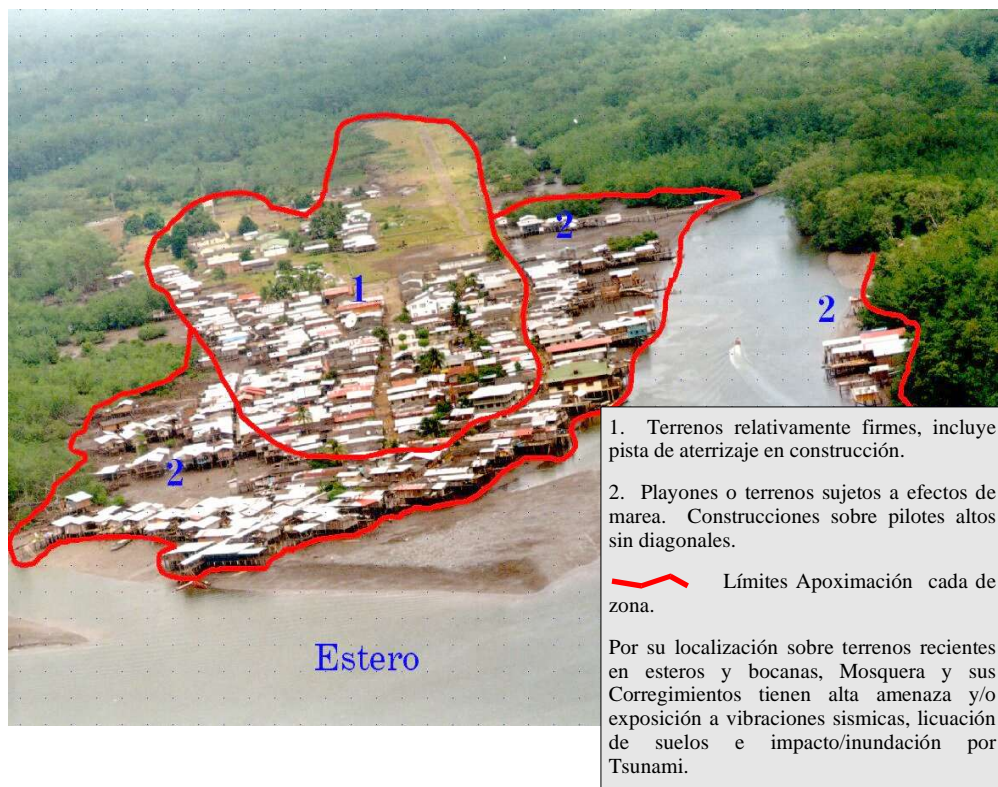 2
1
2
2
Estero
1. Terrenos relativamente firmes, incluye
pista de aterrizaje en construcción.
2. Playones o terrenos sujetos a efectos de
marea. Construcciones sobre pilotes altos
sin diagonales.
Límites Apoximación cada de
zona.
Por su localización sobre terrenos recientes
en esteros y bocanas, Mosquera y sus
Corregimientos tienen alta amenaza y/o
exposición a vibraciones sismicas, licuación
de suelos e impacto/inundación por
Tsunami.